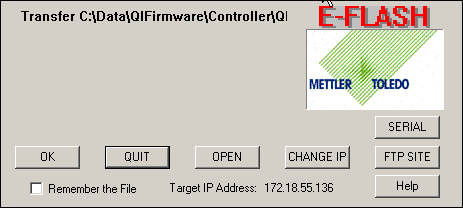 Transfer C:\Data\QIFirmware\Controller\QI
E-FLASH
METTLER TOLEDO
SERIAL
OK QUIT OPEN CHANGE IP FTP SITE
Remember the File Target IP Address: 172.18.55.136 Help